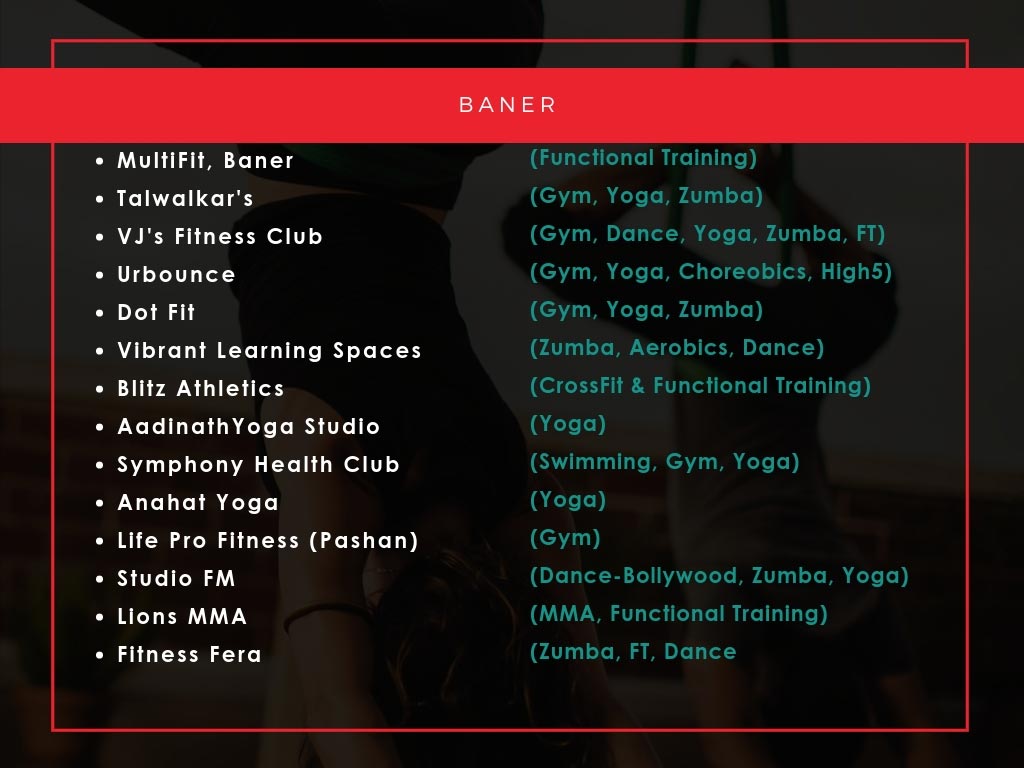 BANER
• MultiFit, Baner (Functional Training)
• Talwalkar's (Gym, Yoga, Zumba)
• VJ's Fitness Club (Gym, Dance, Yoga, Zumba, FT)
• Urbounce (Gym, Yoga, Choreobics, High5)
• Dot Fit (Gym, Yoga, Zumba)
• Vibrant Learning Spaces (Zumba, Aerobics, Dance)
• Blitz Athletics (CrossFit & Functional Training)
• AadinathYoga Studio (Yoga)
• Symphony Health Club (Swimming, Gym, Yoga)
• Anahat Yoga (Yoga)
• Life Pro Fitness (Pashan) (Gym)
• Studio FM (Dance-Bollywood, Zumba, Yoga)
• Lions MMA (MMA, Functional Training)
• Fitness Fera (Zumba, FT, Dance